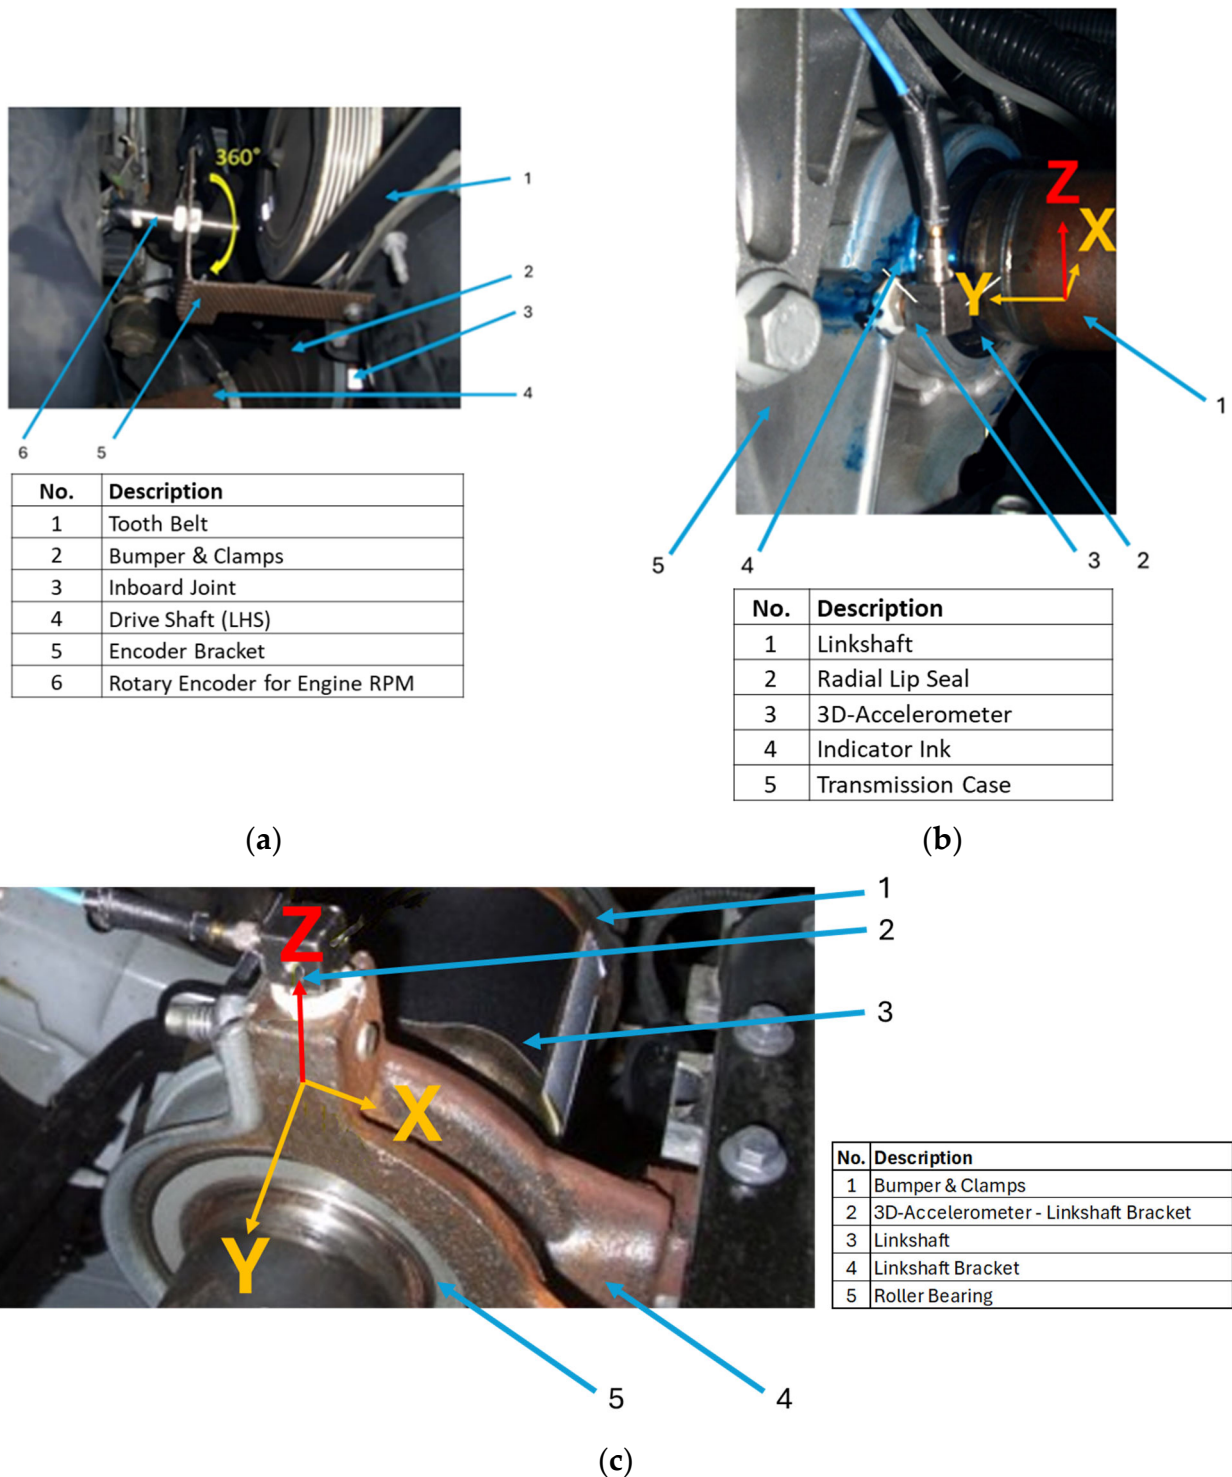 360°
1
2
3
4
6
5
No. Description
1 Tooth Belt
2 Bumper & Clamps
3 Inboard Joint
4 Drive Shaft (LHS)
5 Encoder Bracket
6 Rotary Encoder for Engine RPM
(a)
Z
X
Y
1
5
4
3
2
No. Description
1 Linkshaft
2 Radial Lip Seal
3 3D-Accelerometer
4 Indicator Ink
5 Transmission Case
(b)
1
2
3
Z
X
Y
5
4
No. Description
1 Bumper & Clamps
2 3D-Accelerometer - Linkshaft Bracket
3 Linkshaft
4 Linkshaft Bracket
5 Roller Bearing
(c)